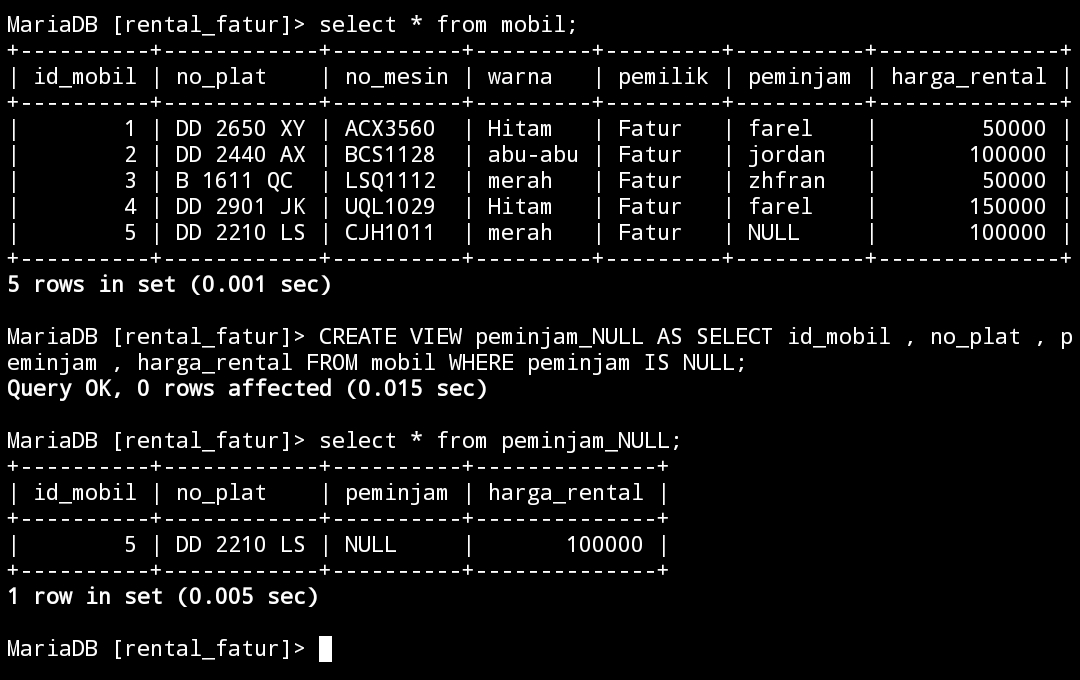 MariaDB [rental_fatur]> select * from mobil;
+----------+------------+----------+---------+---------+----------+--------------+
| id_mobil | no_plat    | no_mesin | warna   | pemilik | peminjam | harga_rental |
+----------+------------+----------+---------+---------+----------+--------------+
|        1 | DD 2650 XY | ACX3560  | Hitam   | Fatur   | farel    |        50000 |
|        2 | DD 2440 AX | BCS1128  | abu-abu | Fatur   | jordan   |       100000 |
|        3 | B 1611 QC  | LSQ1112  | merah   | Fatur   | zhfran   |        50000 |
|        4 | DD 2901 JK | UQL1029  | Hitam   | Fatur   | farel    |       150000 |
|        5 | DD 2210 LS | CJH1011  | merah   | Fatur   | NULL     |       100000 |
+----------+------------+----------+---------+---------+----------+--------------+
5 rows in set (0.001 sec)
MariaDB [rental_fatur]> CREATE VIEW peminjam_NULL AS SELECT id_mobil , no_plat , p
eminjam , harga_rental FROM mobil WHERE peminjam IS NULL;
Query OK, 0 rows affected (0.015 sec)
MariaDB [rental_fatur]> select * from peminjam_NULL;
+----------+------------+----------+--------------+
| id_mobil | no_plat    | peminjam | harga_rental |
+----------+------------+----------+--------------+
|        5 | DD 2210 LS | NULL     |       100000 |
+----------+------------+----------+--------------+
1 row in set (0.005 sec)
MariaDB [rental_fatur]>